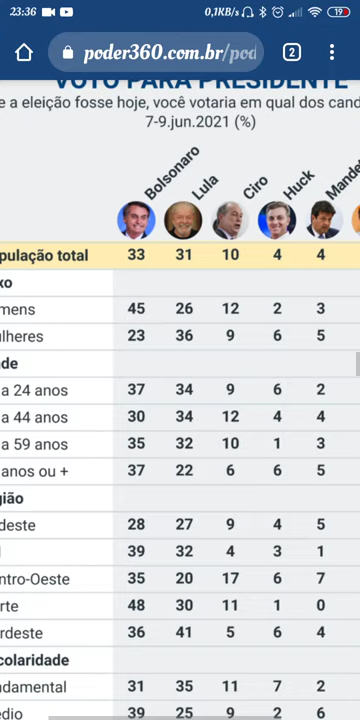 23:36 0,1KB/s 19
poder360.com.br/pod 2
VOTO PARA PRESIDENTE
e a eleição fosse hoje, você votaria em qual dos cand
7-9.jun.2021 (%)
Bolsonaro Lula Ciro Huck Mandet
pulação total 33 31 10 4 4
xo
mens 45 26 12 2 3
ulheres 23 36 9 6 5
de
a 24 anos 37 34 9 6 2
a 44 anos 30 34 12 4 4
a 59 anos 35 32 10 1 3
anos ou + 37 22 6 6 5
gião
deste 28 27 9 4 5
l 39 32 4 3 1
ntro-Oeste 35 20 17 6 7
rte 48 30 11 1 0
rdeste 36 41 5 6 4
colaridade
ndamental 31 35 11 7 2
édio 39 25 9 2 6